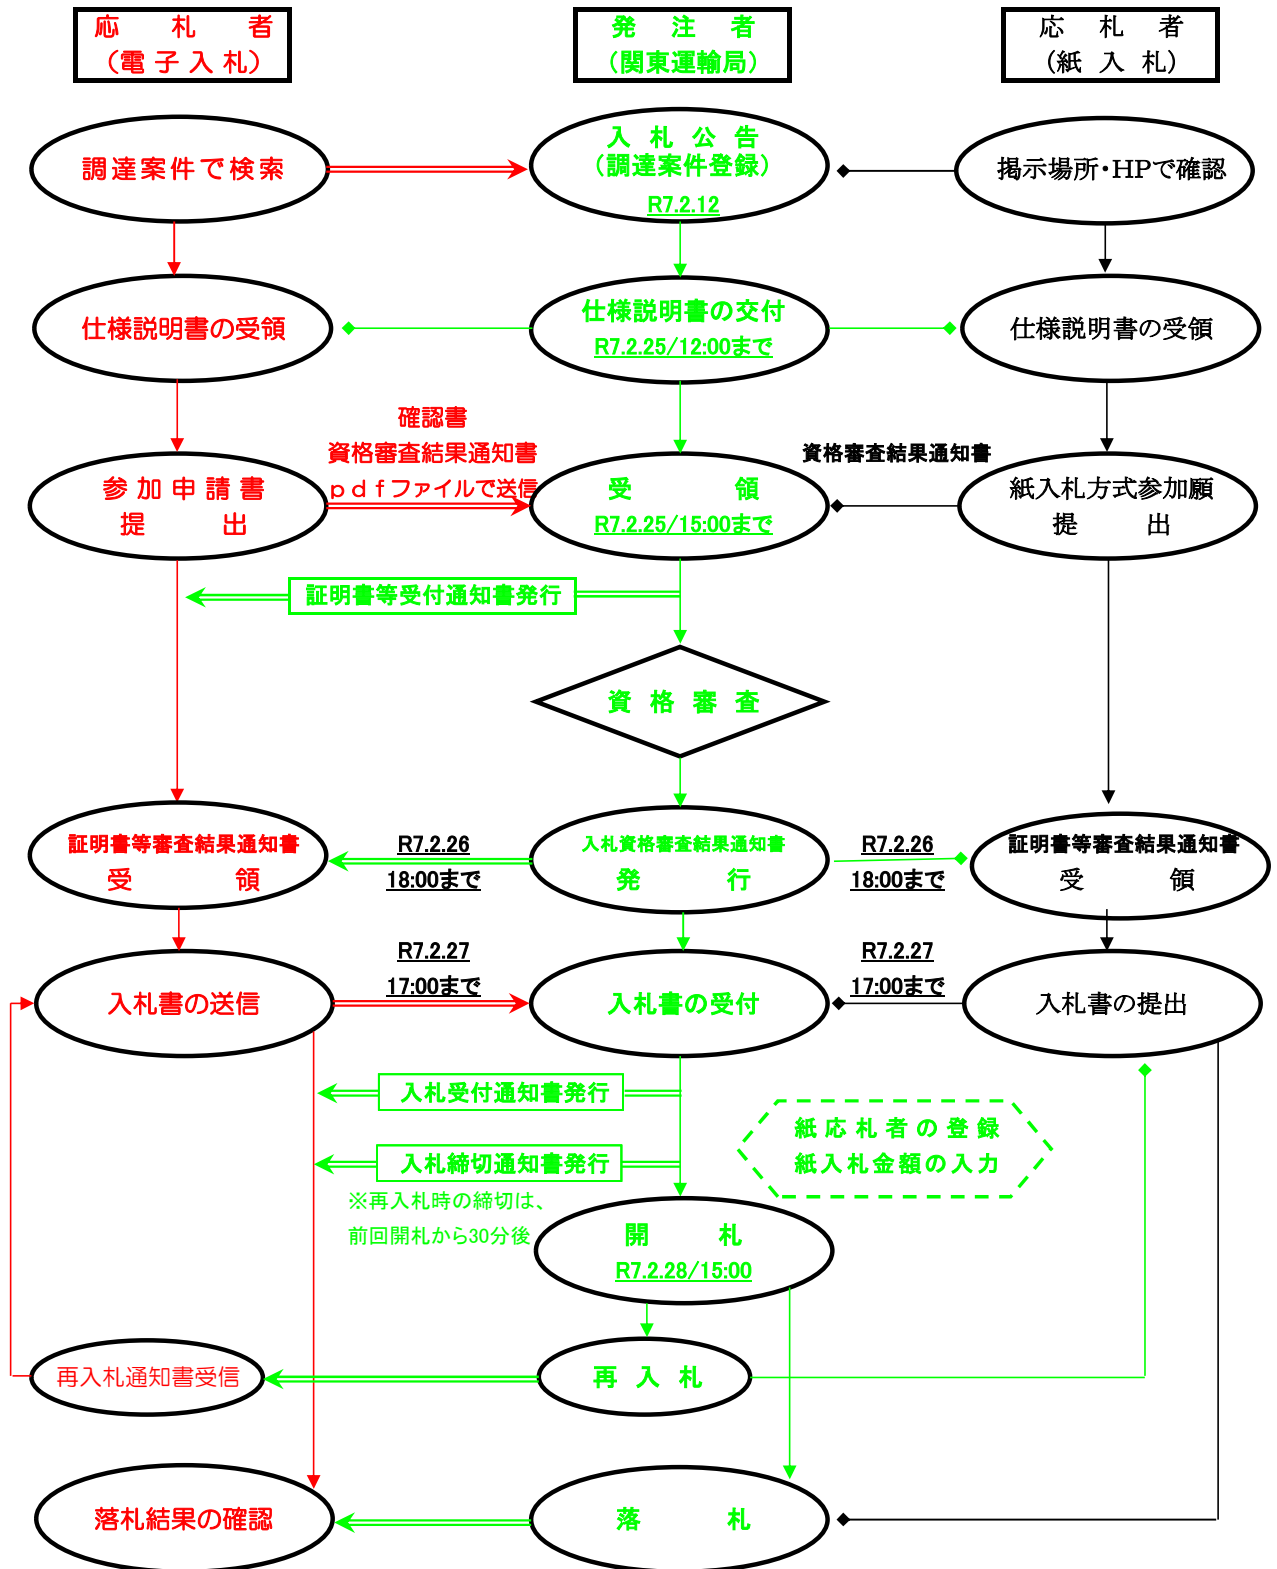 応札者
（電子入札）
発注者
（関東運輸局）
応札者
（紙入札）
調達案件で検索
入札公告
（調達案件登録）
R7.2.12
掲示場所・HPで確認
仕様説明書の受領
仕様説明書の交付
R7.2.25/12:00まで
仕様説明書の受領
確認書
資格審査結果通知書
ｐｄｆファイルで送信
資格審査結果通知書
参加申請書
提出
受領
R7.2.25/15:00まで
紙入札方式参加願
提出
証明書等受付通知書発行
資格審査
証明書等審査結果通知書
受領
R7.2.26
18:00まで
入札資格審査結果通知書
発行
R7.2.26
18:00まで
証明書等審査結果通知書
受領
入札書の送信
R7.2.27
17:00まで
入札書の受付
R7.2.27
17:00まで
入札書の提出
入札受付通知書発行
紙応札者の登録
紙入札金額の入力
入札締切通知書発行
※再入札時の締切は、
前回開札から30分後
開札
R7.2.28/15:00
再入札通知書受信
再入札
落札結果の確認
落札